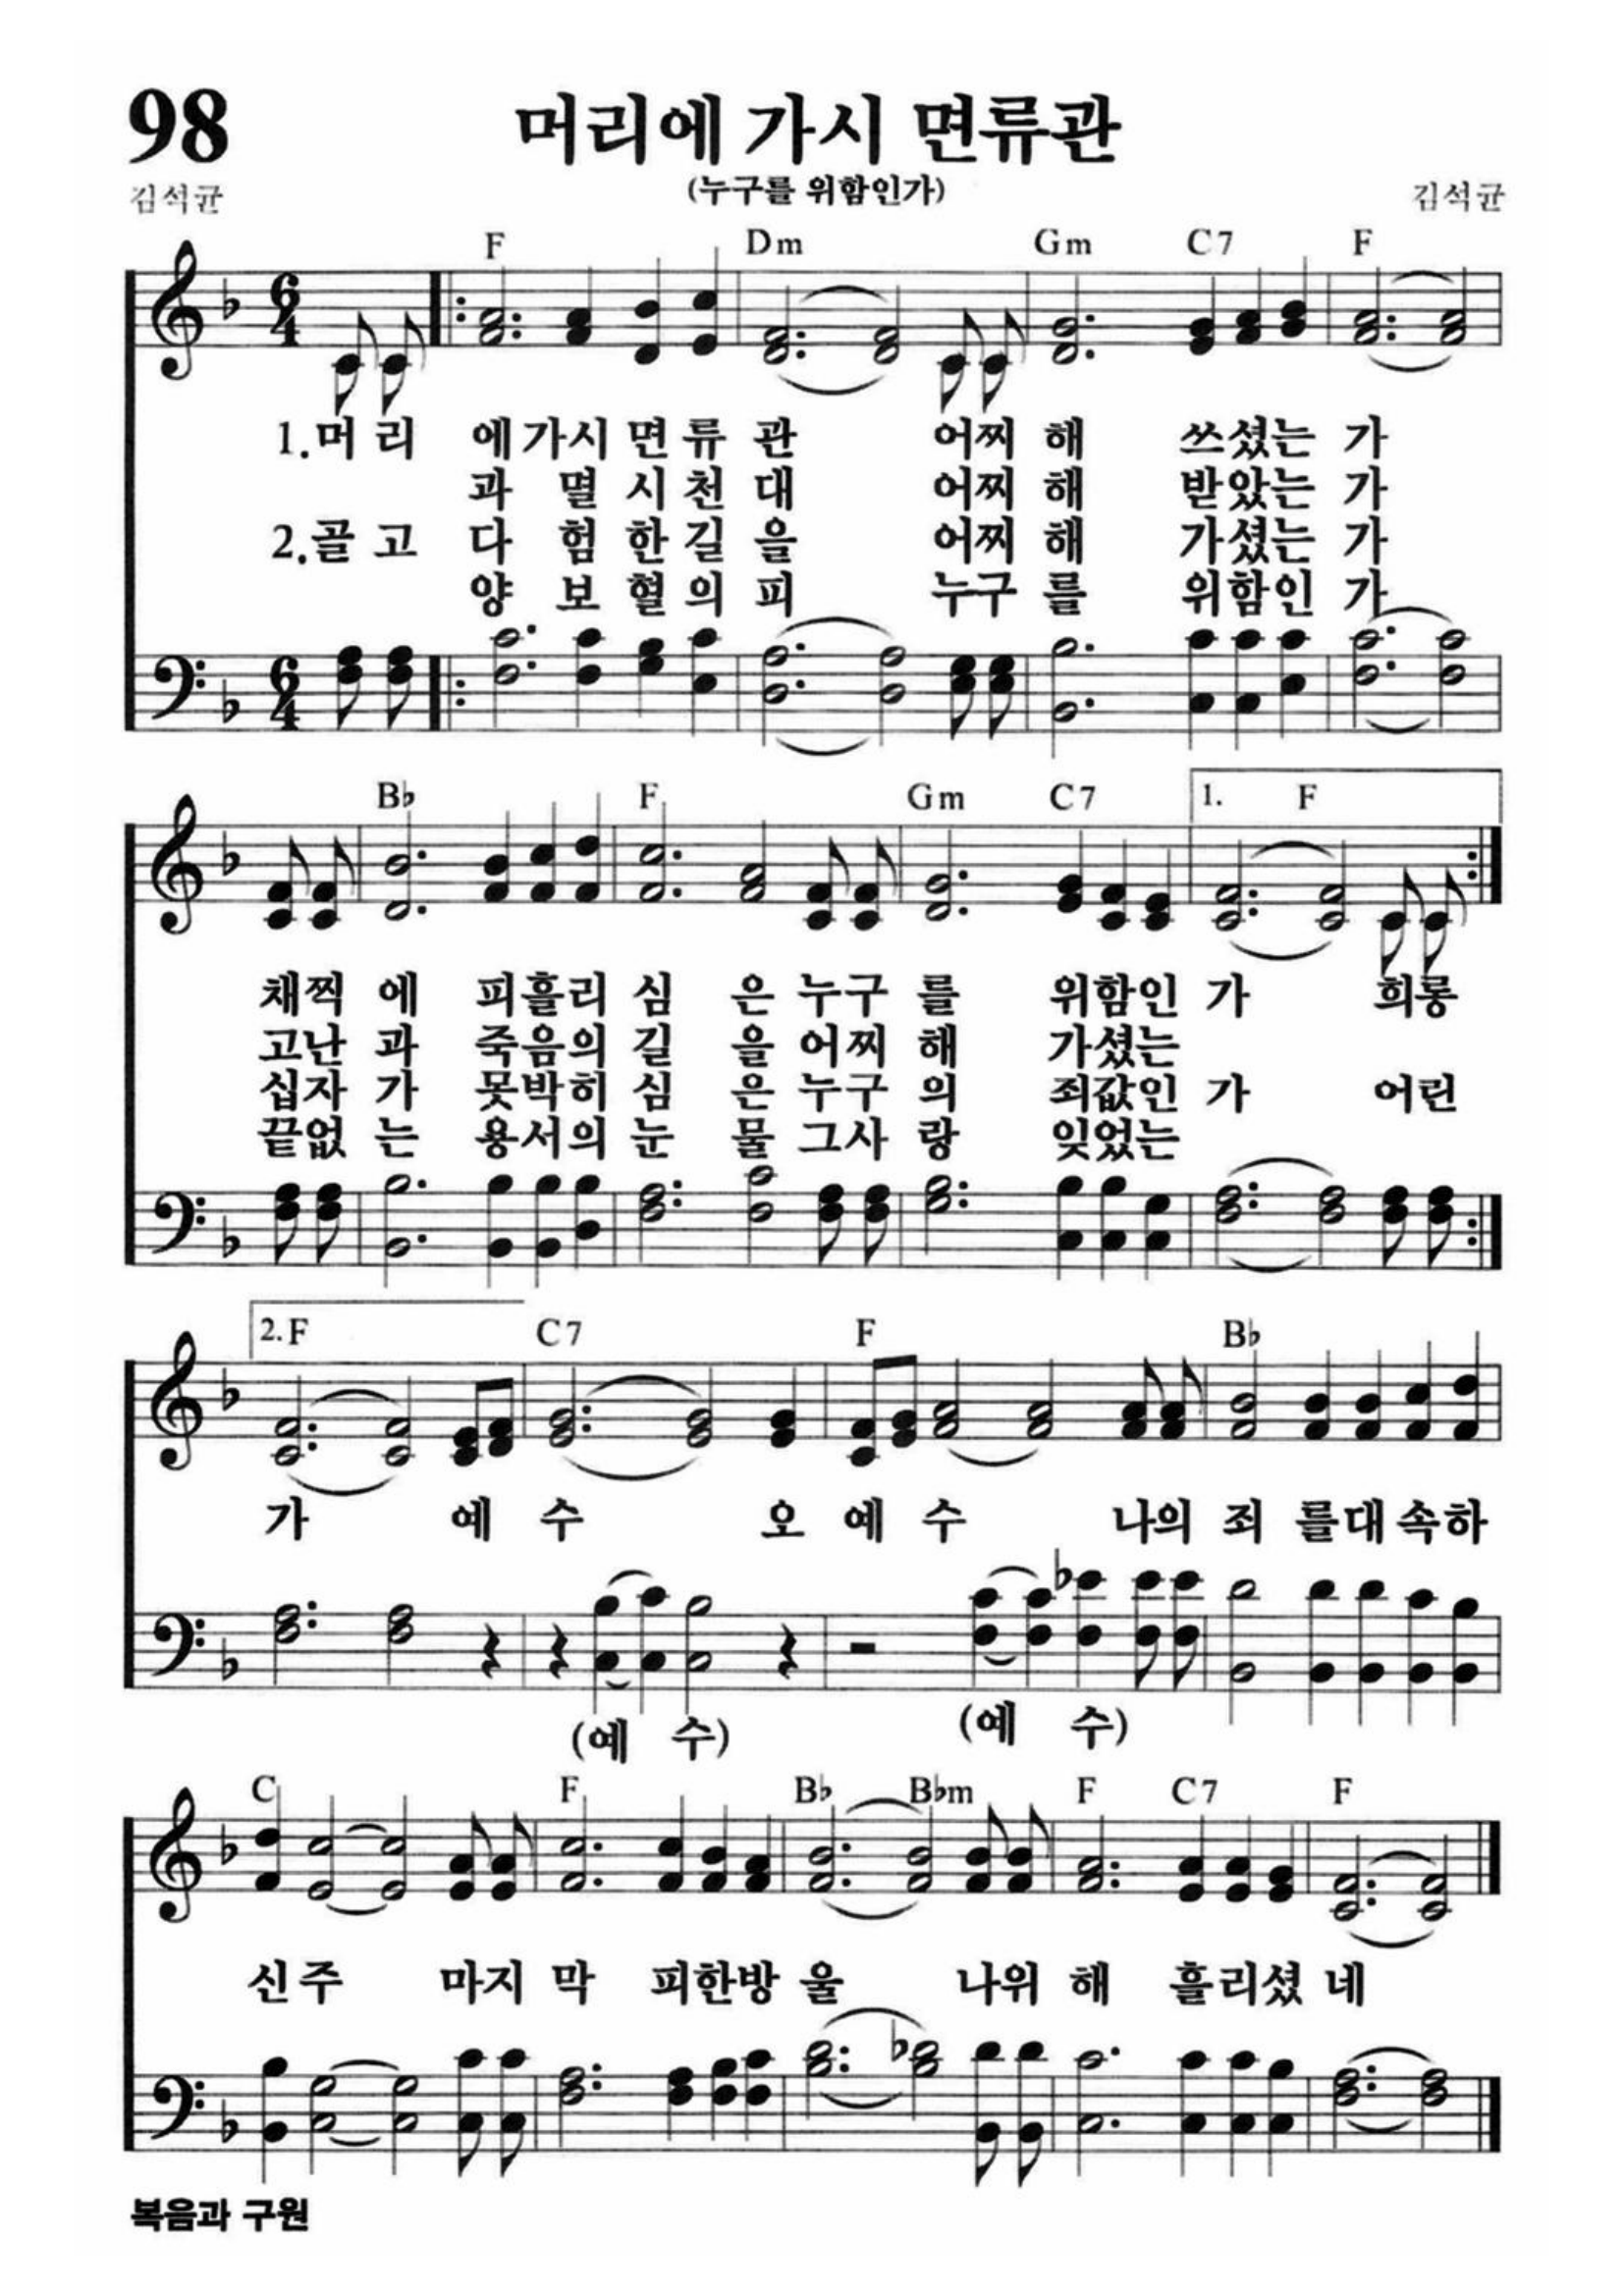 98
머리에 가시 면류관
(누구를 위함인가)
김석균
김석균
F Dm Gm C7 F
1.머 리 에 가시 면 류 관 어찌 해 쓰셨는 가
과 멸 시 천 대 어찌 해 받았는 가
2.골 고 다 험 한 길 을 어찌 해 가셨는 가
양 보 혈 의 피 누구 를 위함인 가
B♭ F Gm C7 1. F
채찍 에 피흘리 심 은 누구 를 위함인 가 희롱
고난 과 죽음의 길 을 어찌 해 가셨는
십자 가 못박히 심 은 누구 의 죄값인 가 어린
끝없 는 용서의 눈 물 그사 랑 잊었는
2. F C7 F B♭
가 예 수 오 예 수 나의 죄 를대 속하
(예 수) (예 수)
C F B♭ B♭m F C7 F
신 주 마지 막 피한방 울 나위 해 흘리셨 네
복음과 구원